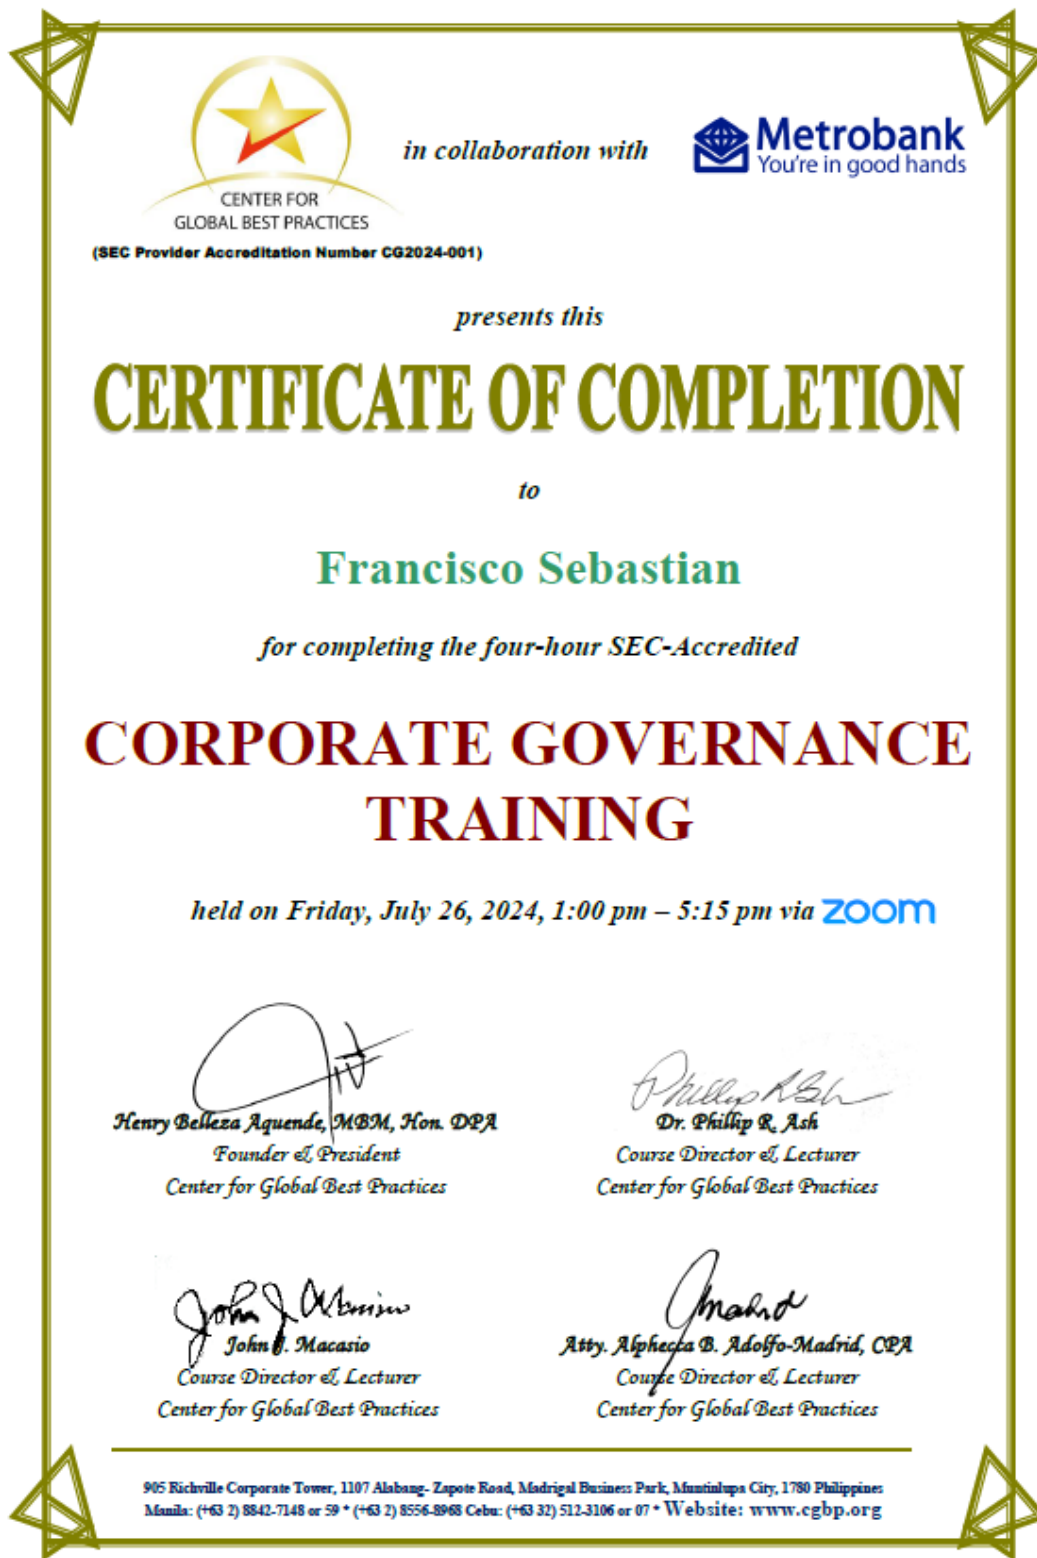 in collaboration with
Metrobank
You're in good hands
CENTER FOR
GLOBAL BEST PRACTICES
(SEC Provider Accreditation Number CG2024-001)
presents this
CERTIFICATE OF COMPLETION
to
Francisco Sebastian
for completing the four-hour SEC-Accredited
CORPORATE GOVERNANCE
TRAINING
held on Friday, July 26, 2024, 1:00 pm – 5:15 pm via zoom
Henry Belleza Aquende, MBM, Hon. DPA
Founder & President
Center for Global Best Practices
Phillip R Ash
Dr. Phillip R. Ash
Course Director & Lecturer
Center for Global Best Practices
John J. Macasio
John J. Macasio
Course Director & Lecturer
Center for Global Best Practices
Atty. Alphecca B. Adolfo-Madrid, CPA
Course Director & Lecturer
Center for Global Best Practices
905 Richville Corporate Tower, 1107 Alabang- Zapote Road, Madrigal Business Park, Muntinlupa City, 1780 Philippines
Manila: (+63 2) 8842-7148 or 59 * (+63 2) 8556-8968 Cebu: (+63 32) 512-3106 or 07 * Website: www.cgbp.org